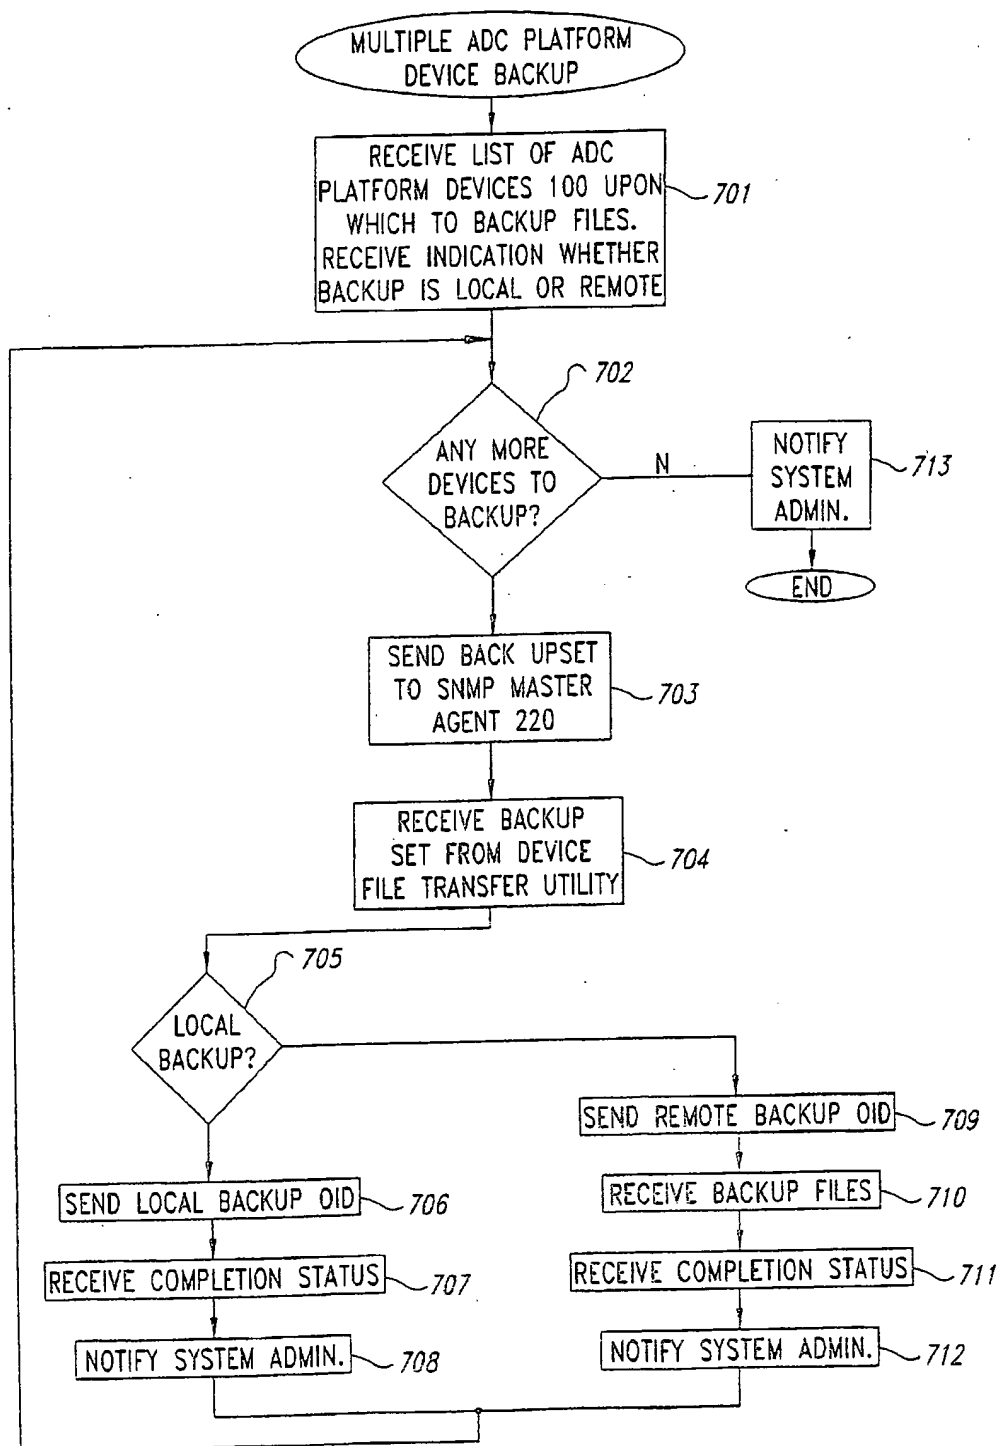 MULTIPLE ADC PLATFORM
DEVICE BACKUP
RECEIVE LIST OF ADC
PLATFORM DEVICES 100 UPON
WHICH TO BACKUP FILES.
RECEIVE INDICATION WHETHER
BACKUP IS LOCAL OR REMOTE
701
702
ANY MORE
DEVICES TO
BACKUP?
N
NOTIFY
SYSTEM
ADMIN.
713
END
SEND BACK UPSET
TO SNMP MASTER
AGENT 220
703
RECEIVE BACKUP
SET FROM DEVICE
FILE TRANSFER UTILITY
704
705
LOCAL
BACKUP?
SEND LOCAL BACKUP OID
706
RECEIVE COMPLETION STATUS
707
NOTIFY SYSTEM ADMIN.
708
SEND REMOTE BACKUP OID
709
RECEIVE BACKUP FILES
710
RECEIVE COMPLETION STATUS
711
NOTIFY SYSTEM ADMIN.
712